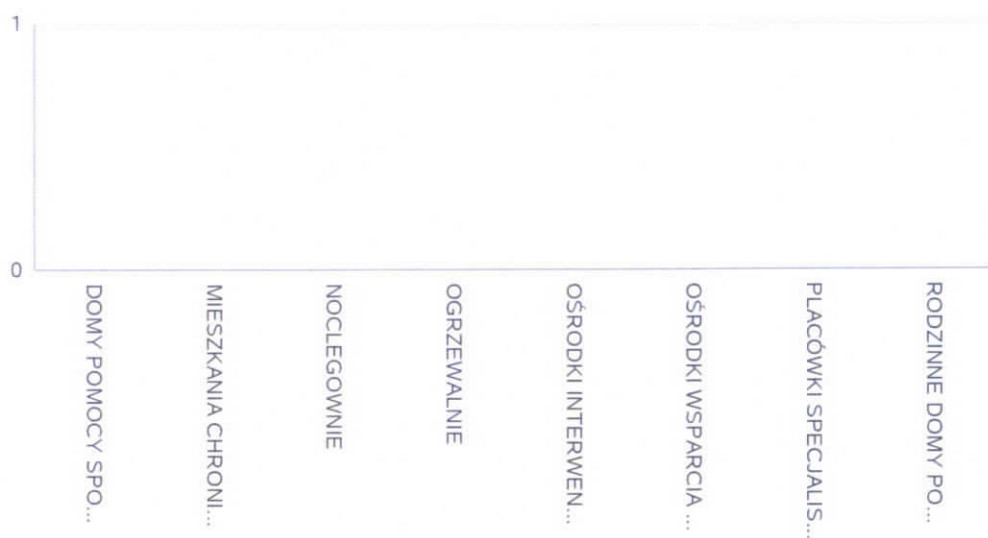 1
0
DOMY POMOCY SPO...
MIESZKANIA CHRONI...
NOCLEGOWNIE
OGRZEWALNIE
OŚRODKI INTERWEN...
OŚRODKI WSPARCIA ...
PLACÓWKI SPECJALIS...
RODZINNE DOMY PO...